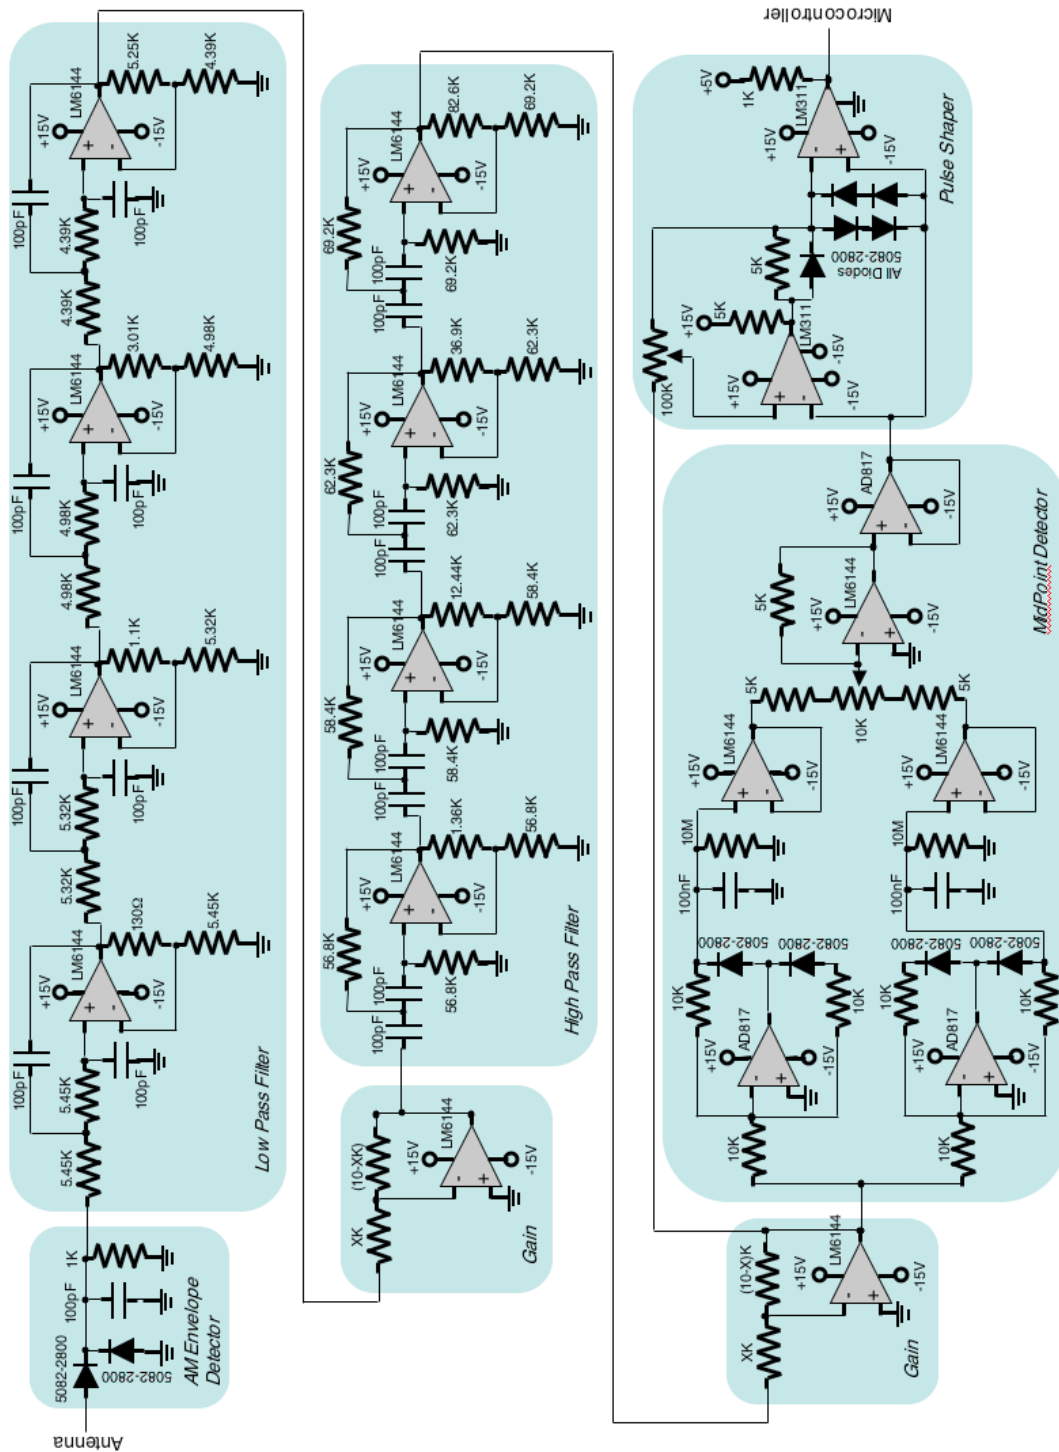 Antenna
5082-2800
5082-2800
100pF
1K
AM Envelope
Detector
5.45K
5.45K
100pF
100pF
+15V
-15V
LM6144
130Ω
5.45K
5.32K
5.32K
100pF
100pF
+15V
-15V
LM6144
1.1K
5.32K
4.98K
4.98K
100pF
100pF
+15V
-15V
LM6144
3.01K
4.98K
4.39K
4.39K
100pF
100pF
+15V
-15V
LM6144
5.25K
4.39K
Low Pass Filter
XK
(10-XK)
LM6144
+15V
-15V
Gain
100pF
100pF
56.8K
56.8K
+15V
-15V
LM6144
1.36K
56.8K
100pF
100pF
58.4K
58.4K
+15V
-15V
LM6144
12.44K
58.4K
100pF
100pF
62.3K
62.3K
+15V
-15V
LM6144
36.9K
62.3K
100pF
100pF
69.2K
69.2K
+15V
-15V
LM6144
82.6K
69.2K
High Pass Filter
XK
(10-X)K
LM6144
+15V
-15V
Gain
10K
10K
+15V
-15V
AD817
10K
5082-2800
5082-2800
100nF
10M
+15V
-15V
LM6144
5K
10K
5K
10K
10K
+15V
-15V
AD817
10K
5082-2800
5082-2800
100nF
10M
+15V
-15V
LM6144
5K
+15V
-15V
LM6144
+15V
-15V
AD817
MidPoint Detector
100K
+15V
-15V
-15V
LM311
+15V
5K
5K
All Diodes
5082-2800
+15V
-15V
LM311
+5V
1K
Pulse Shaper
Microcontroller